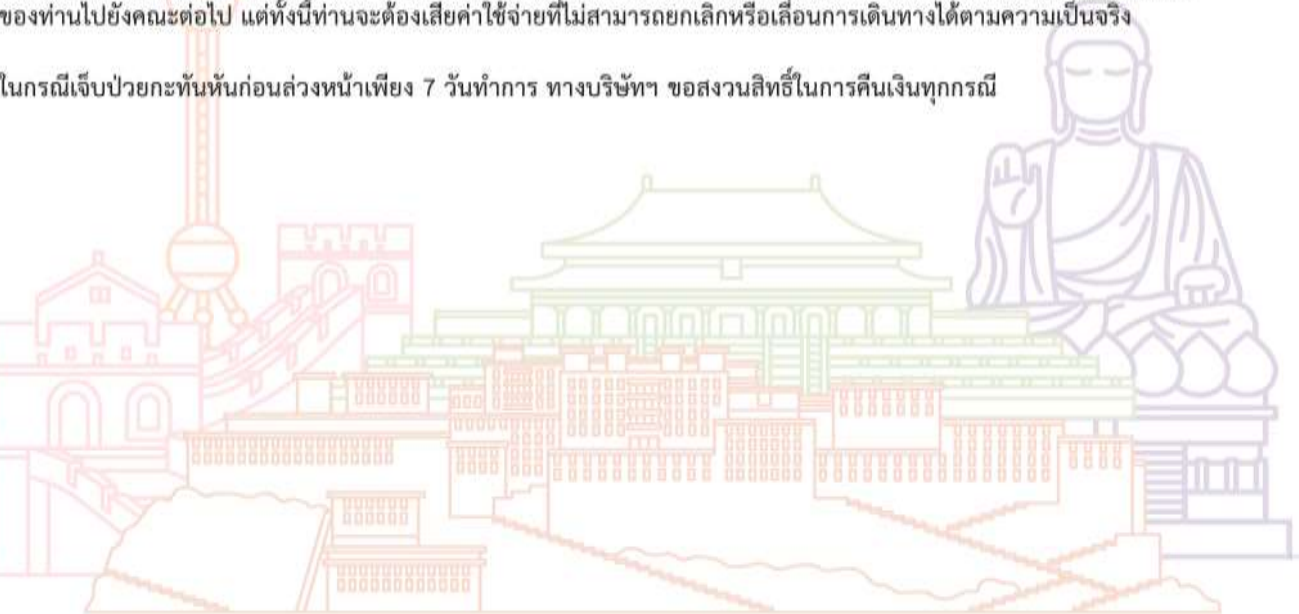 ของท่านไปยังคณะต่อไป แต่ทั้งนี้ท่านจะต้องเสียค่าใช้จ่ายที่ไม่สามารถยกเลิกหรือเลื่อนการเดินทางได้ตามความเป็นจริง
ในกรณีเจ็บป่วยกะทันหันก่อนล่วงหน้าเพียง 7 วันทำการ ทางบริษัทฯ ขอสงวนสิทธิ์ในการคืนเงินทุกกรณี